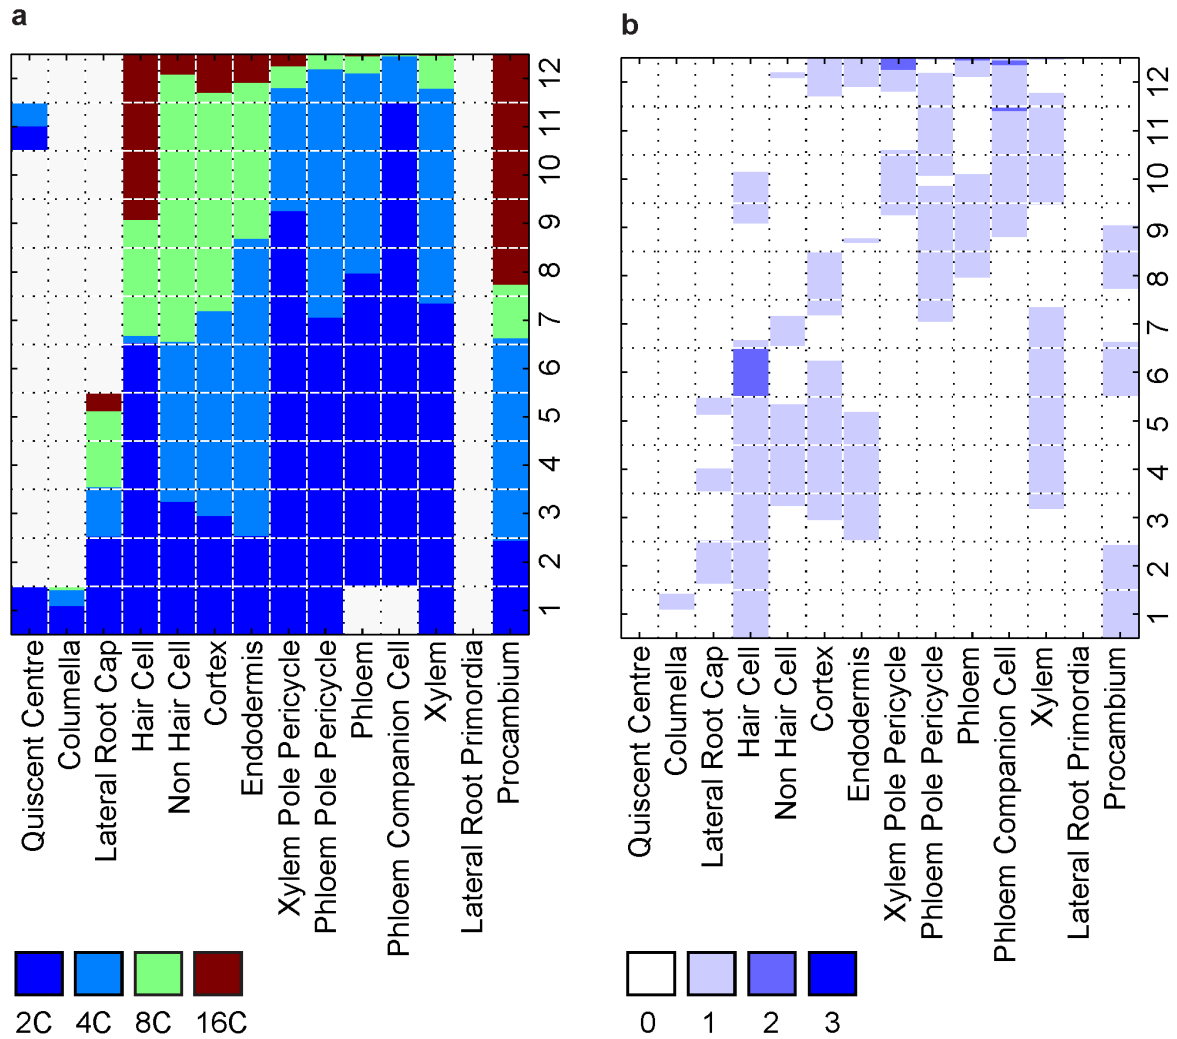 a
12
11
10
9
8
7
6
5
4
3
2
1
Quiscent Centre
Columella
Lateral Root Cap
Hair Cell
Non Hair Cell
Cortex
Endodermis
Xylem Pole Pericycle
Phloem Pole Pericycle
Phloem
Phloem Companion Cell
Xylem
Lateral Root Primordia
Procambium
2C 4C 8C 16C
b
12
11
10
9
8
7
6
5
4
3
2
1
Quiscent Centre
Columella
Lateral Root Cap
Hair Cell
Non Hair Cell
Cortex
Endodermis
Xylem Pole Pericycle
Phloem Pole Pericycle
Phloem
Phloem Companion Cell
Xylem
Lateral Root Primordia
Procambium
0 1 2 3